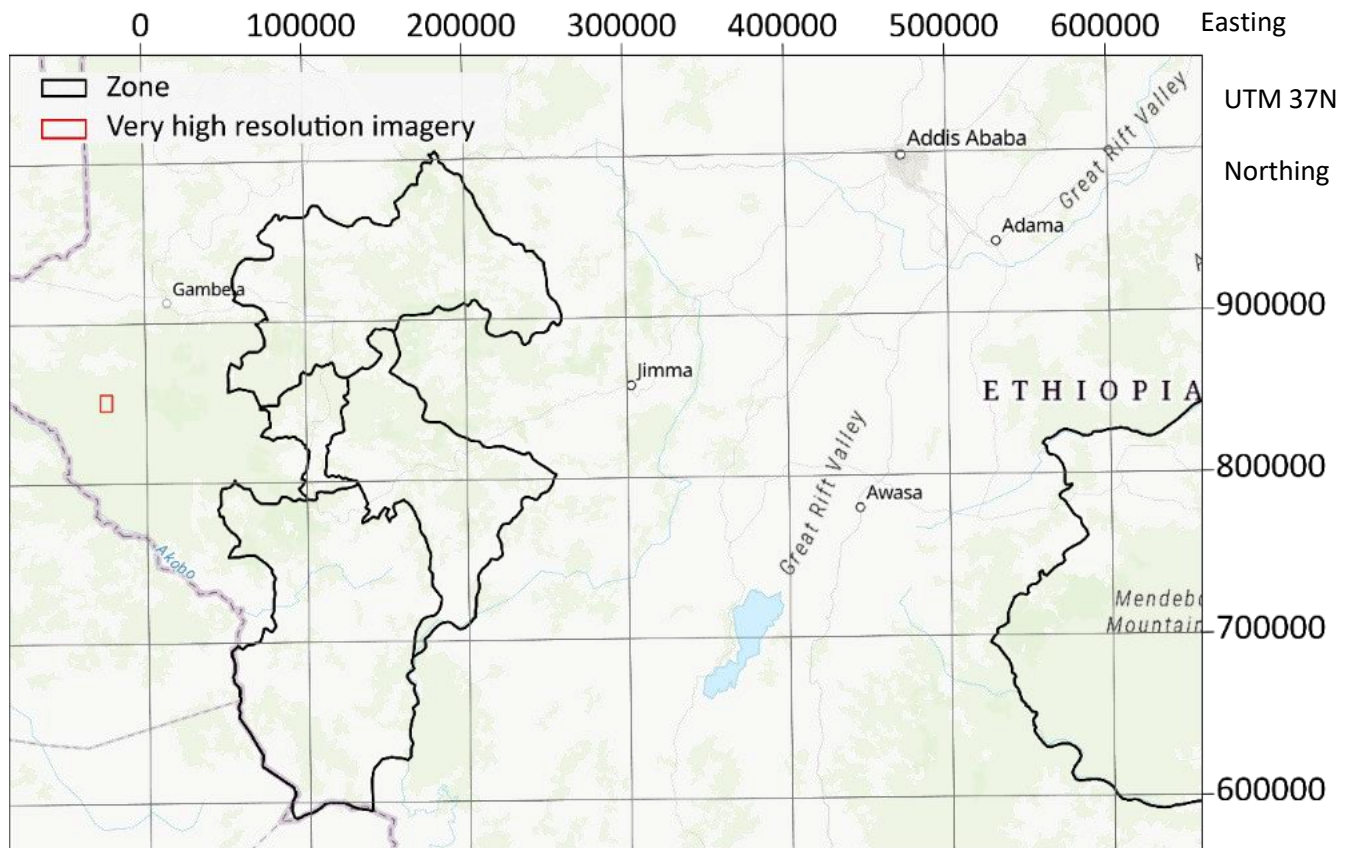 0 100000 200000 300000 400000 500000 600000 Easting
Zone
Very high resolution imagery
UTM 37N
Northing
Addis Ababa
Great Rift Valley
Adama
Gambela
900000
Jimma
ETHIOPIA
Great Rift Valley
800000
Awasa
Akobo
Mendebo
Mountain
700000
600000